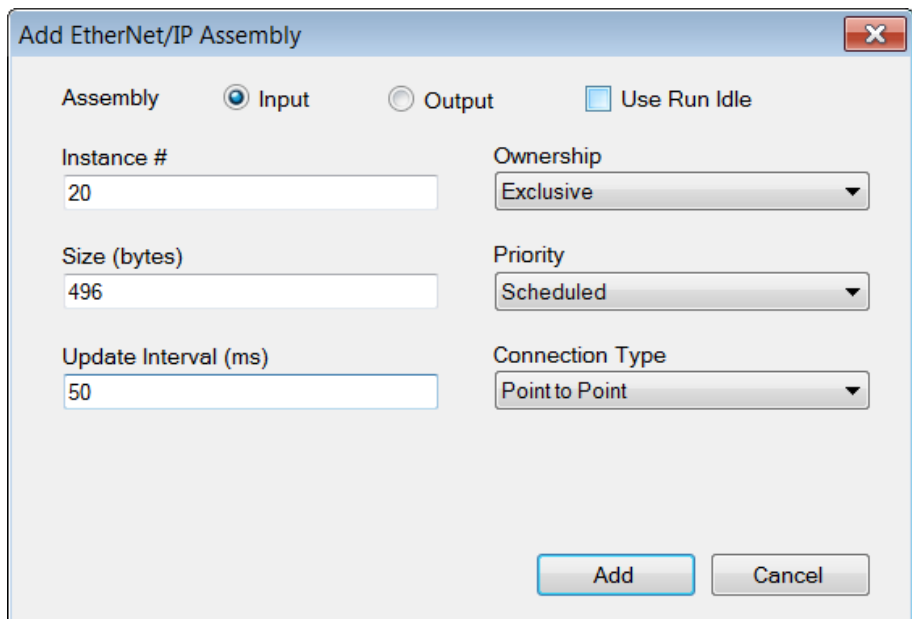 Add EtherNet/IP Assembly
Assembly Input Output Use Run Idle
Instance # Ownership
20 Exclusive
Size (bytes) Priority
496 Scheduled
Update Interval (ms) Connection Type
50 Point to Point
Add Cancel